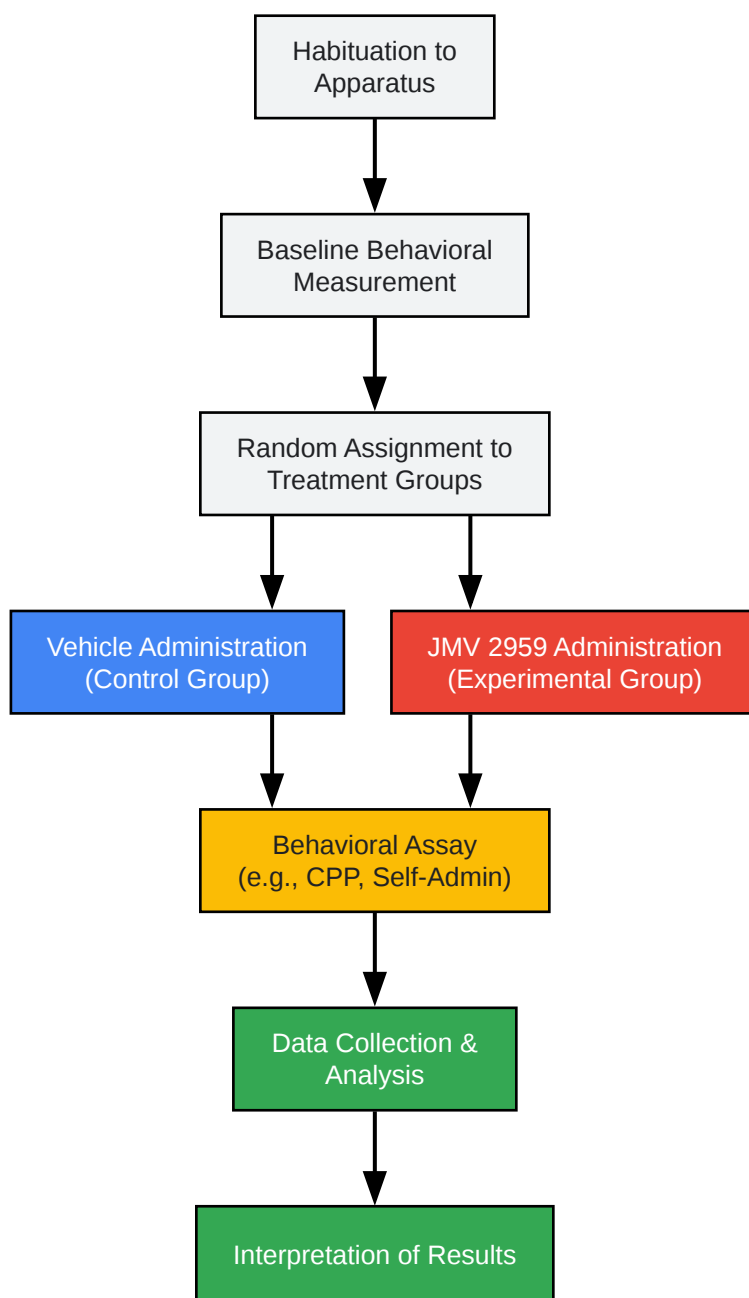 Habituation to
Apparatus
Baseline Behavioral
Measurement
Random Assignment to
Treatment Groups
Vehicle Administration
(Control Group)
JMV 2959 Administration
(Experimental Group)
Behavioral Assay
(e.g., CPP, Self-Admin)
Data Collection &
Analysis
Interpretation of Results